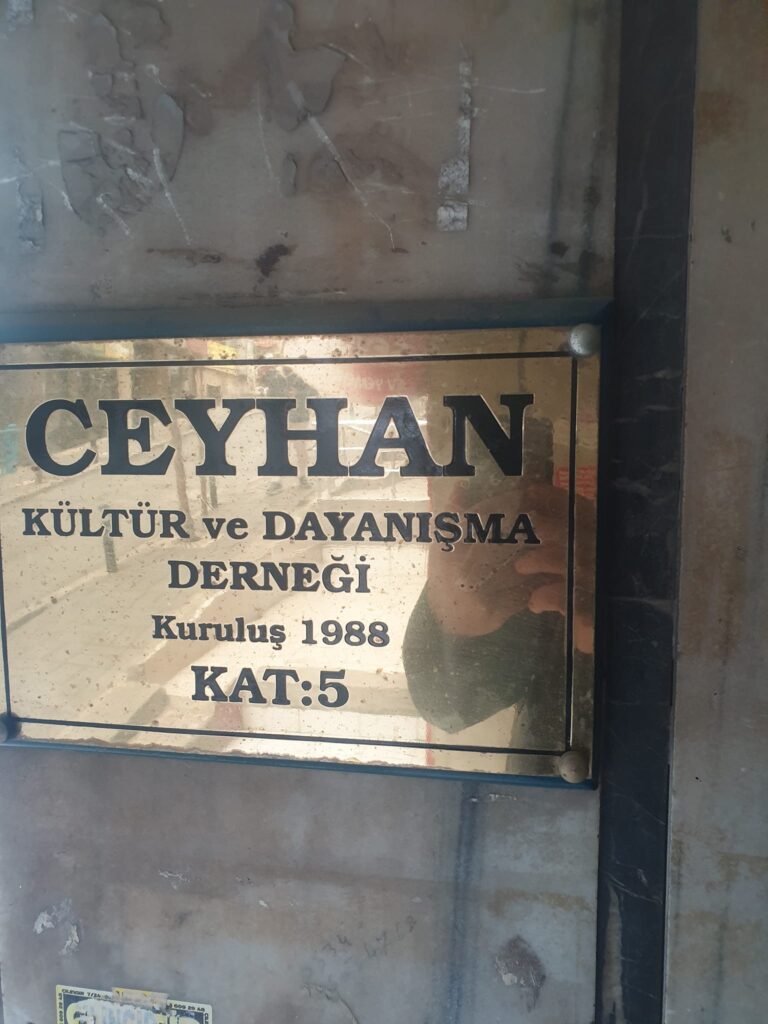 CEYHAN
KÜLTÜR ve DAYANIŞMA
DERNEĞİ
Kuruluş 1988
KAT:5